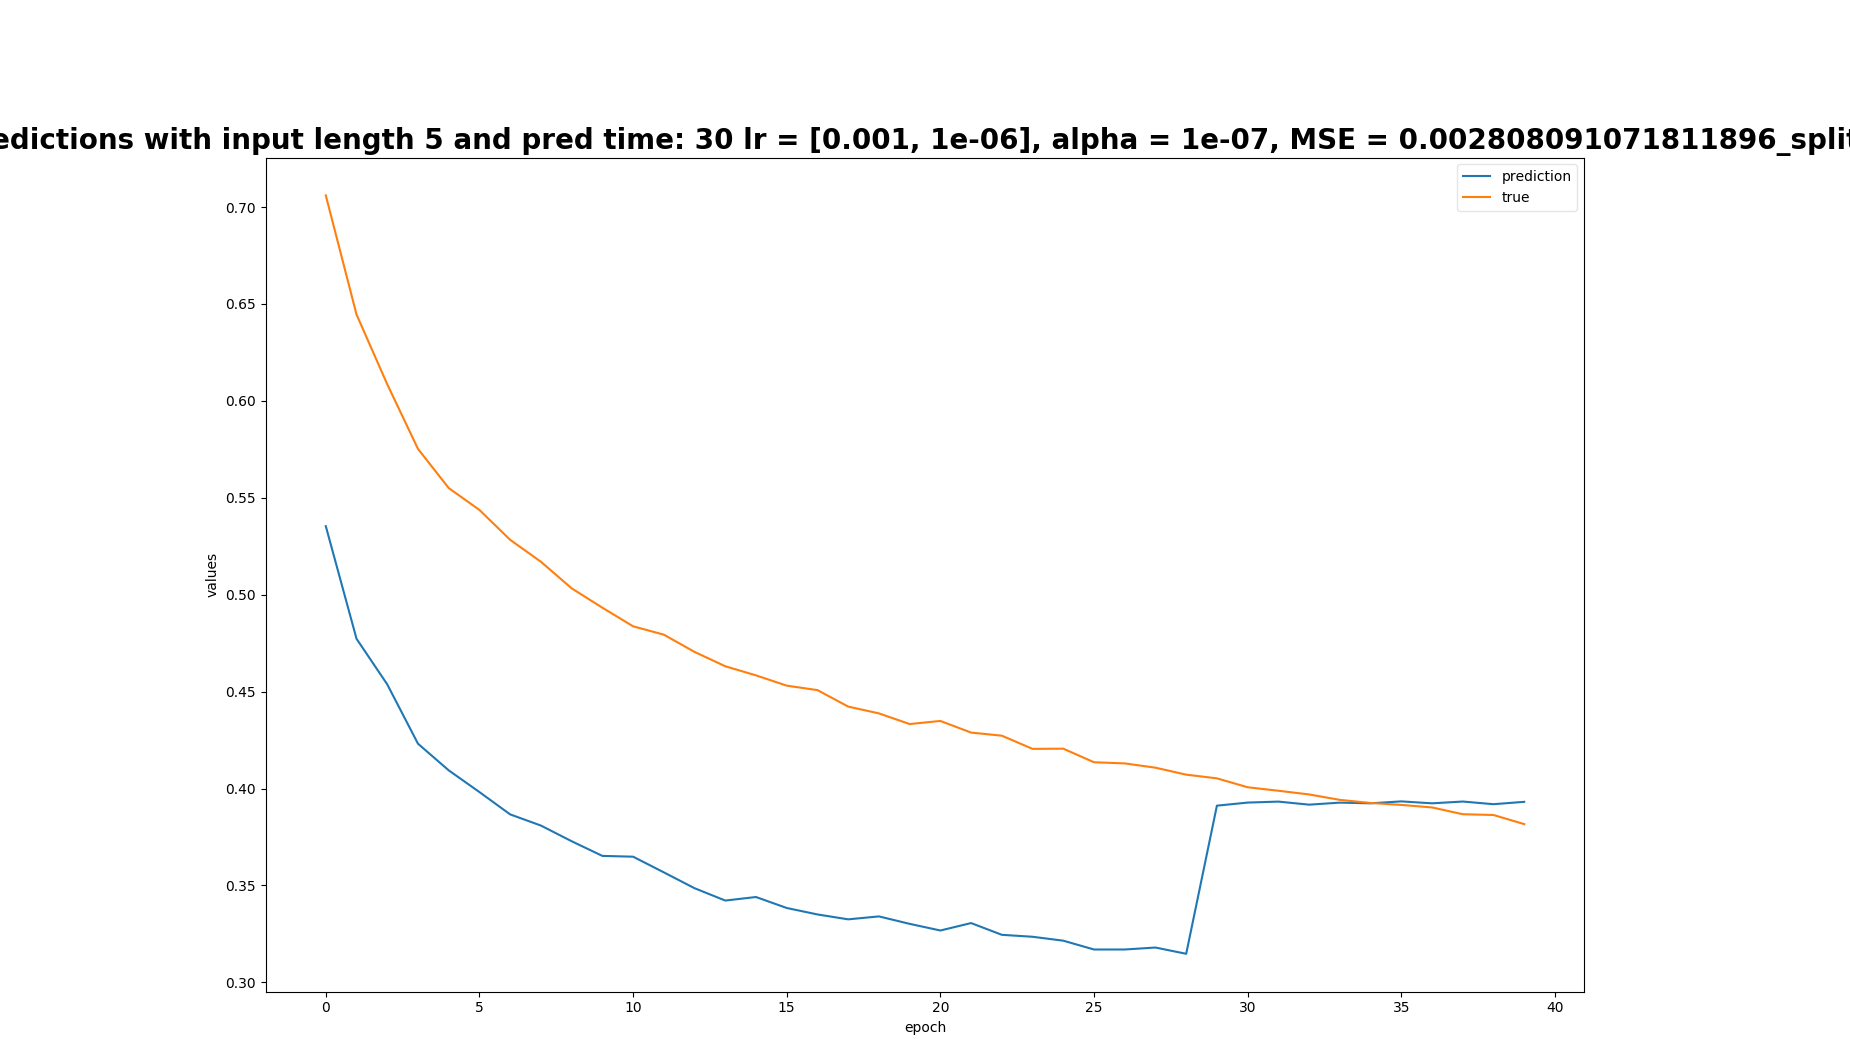 edictions with input length 5 and pred time: 30 lr = [0.001, 1e-06], alpha = 1e-07, MSE = 0.002808091071811896_split
prediction
true
0.70
0.65
0.60
0.55
0.50
0.45
0.40
0.35
0.30
values
0 5 10 15 20 25 30 35 40
epoch